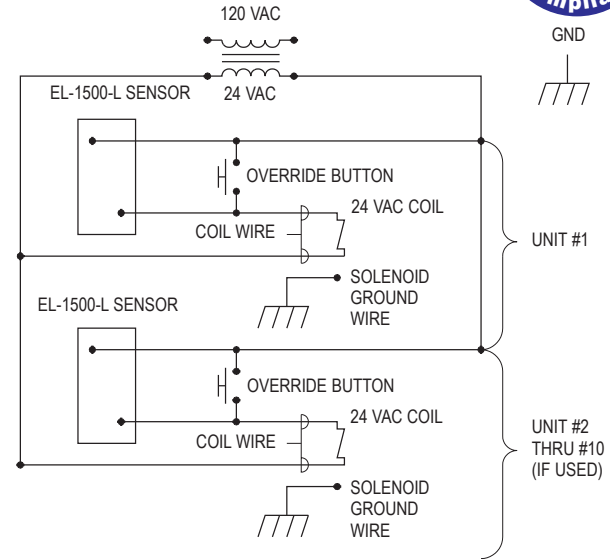 120 VAC
GND
24 VAC
EL-1500-L SENSOR
OVERRIDE BUTTON
24 VAC COIL
COIL WIRE
UNIT #1
SOLENOID
GROUND
WIRE
EL-1500-L SENSOR
OVERRIDE BUTTON
24 VAC COIL
COIL WIRE
UNIT #2
THRU #10
(IF USED)
SOLENOID
GROUND
WIRE